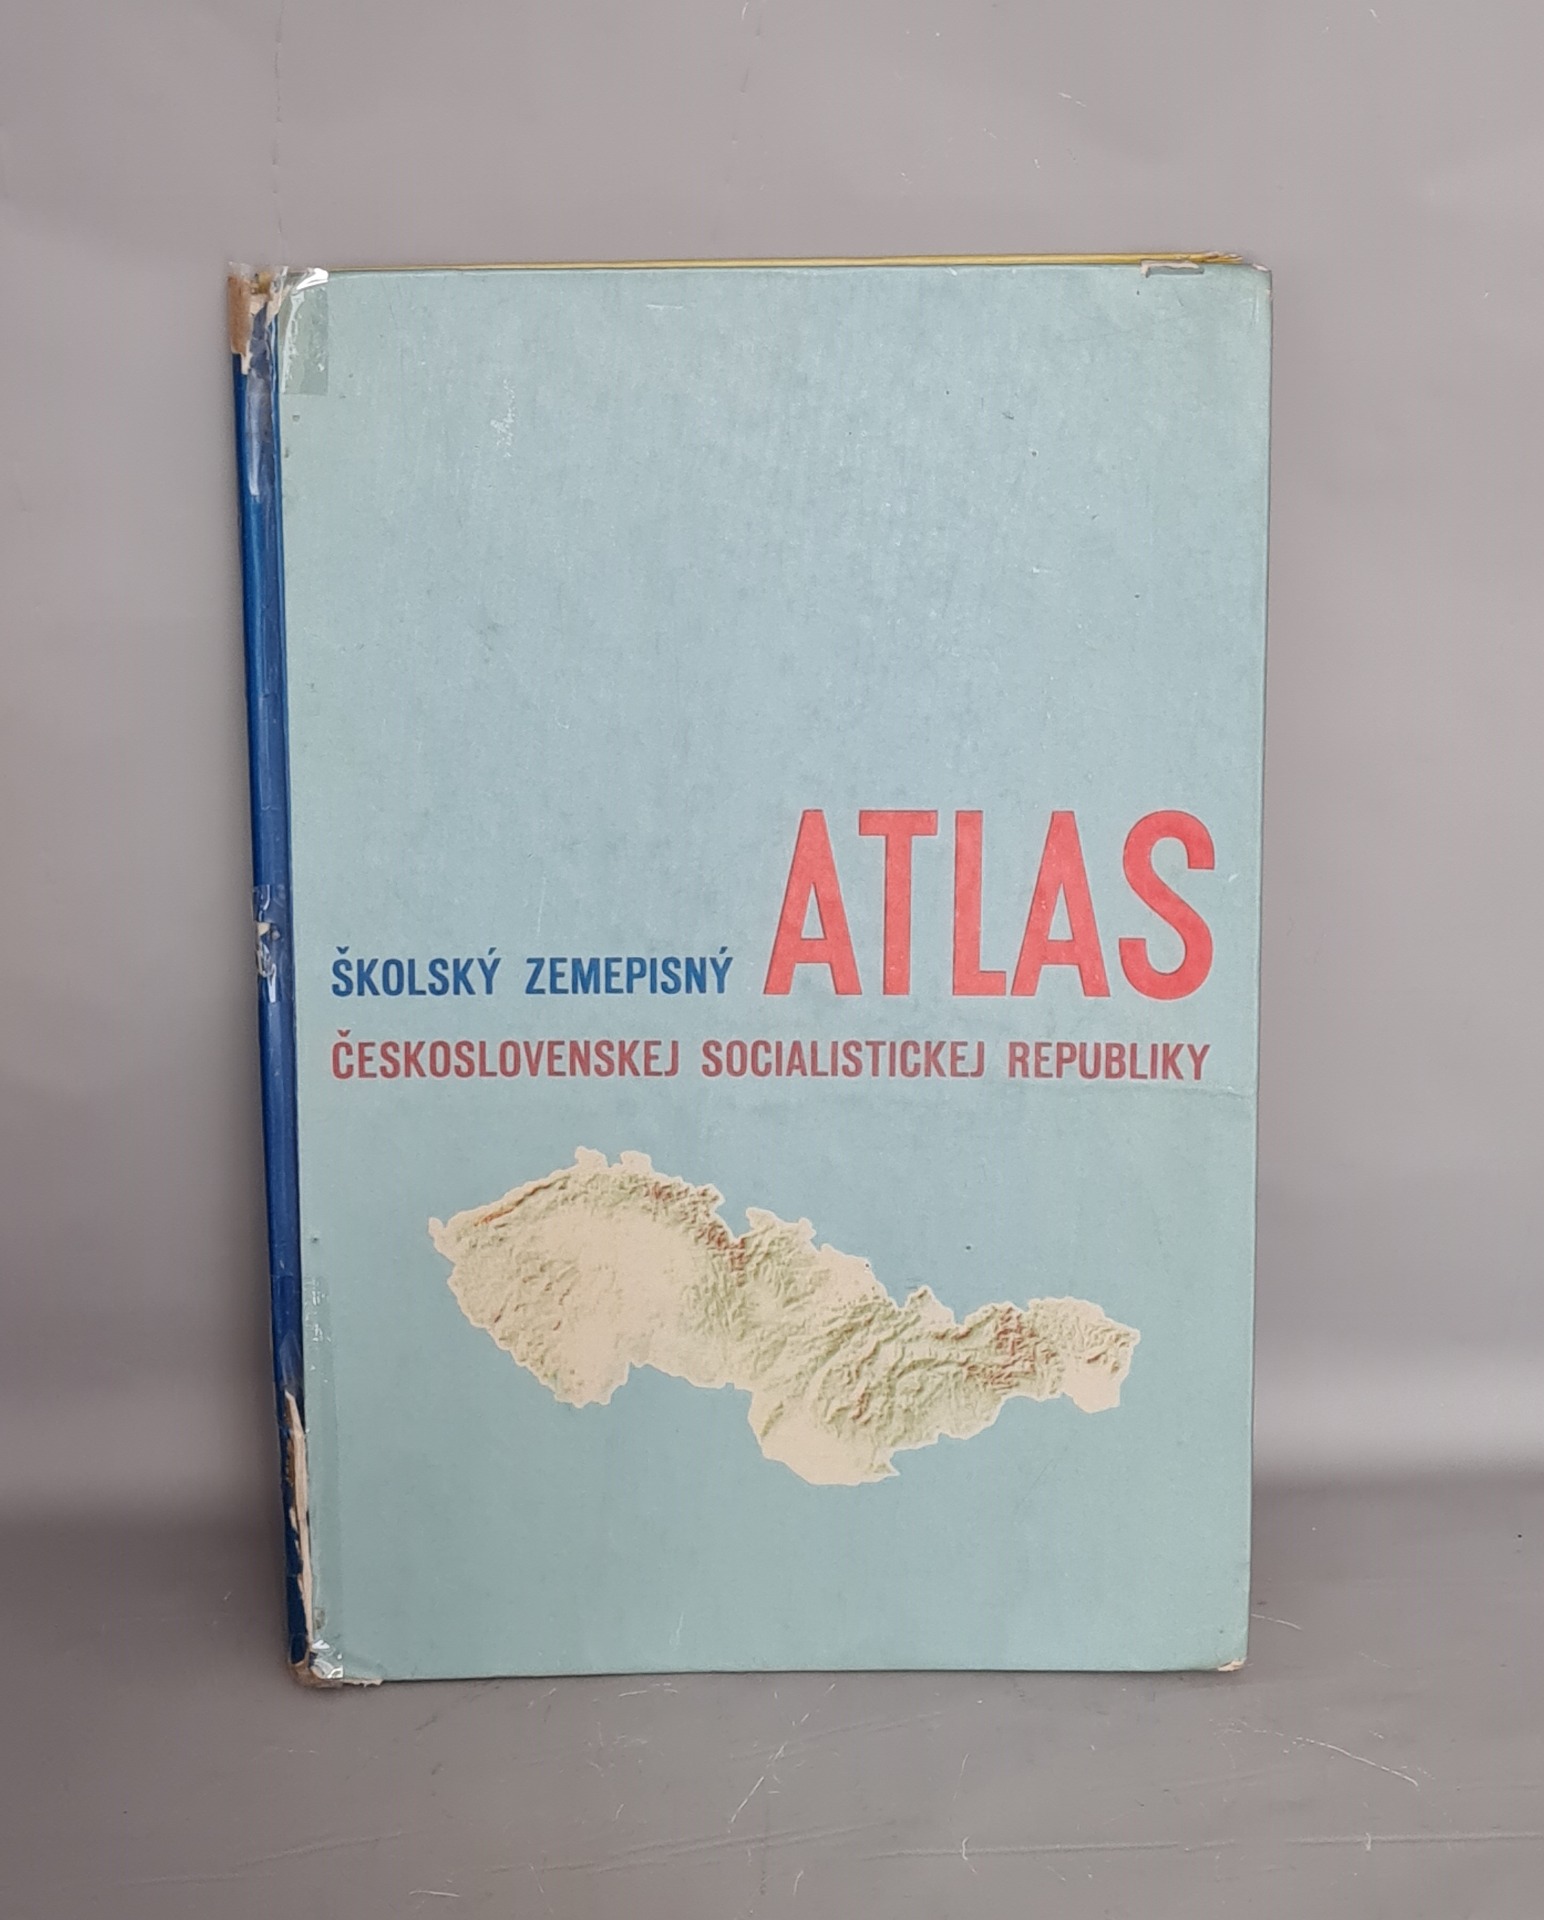 ŠKOLSKÝ ZEMEPISNÝ ATLAS
ČESKOSLOVENSKEJ SOCIALISTICKEJ REPUBLIKY